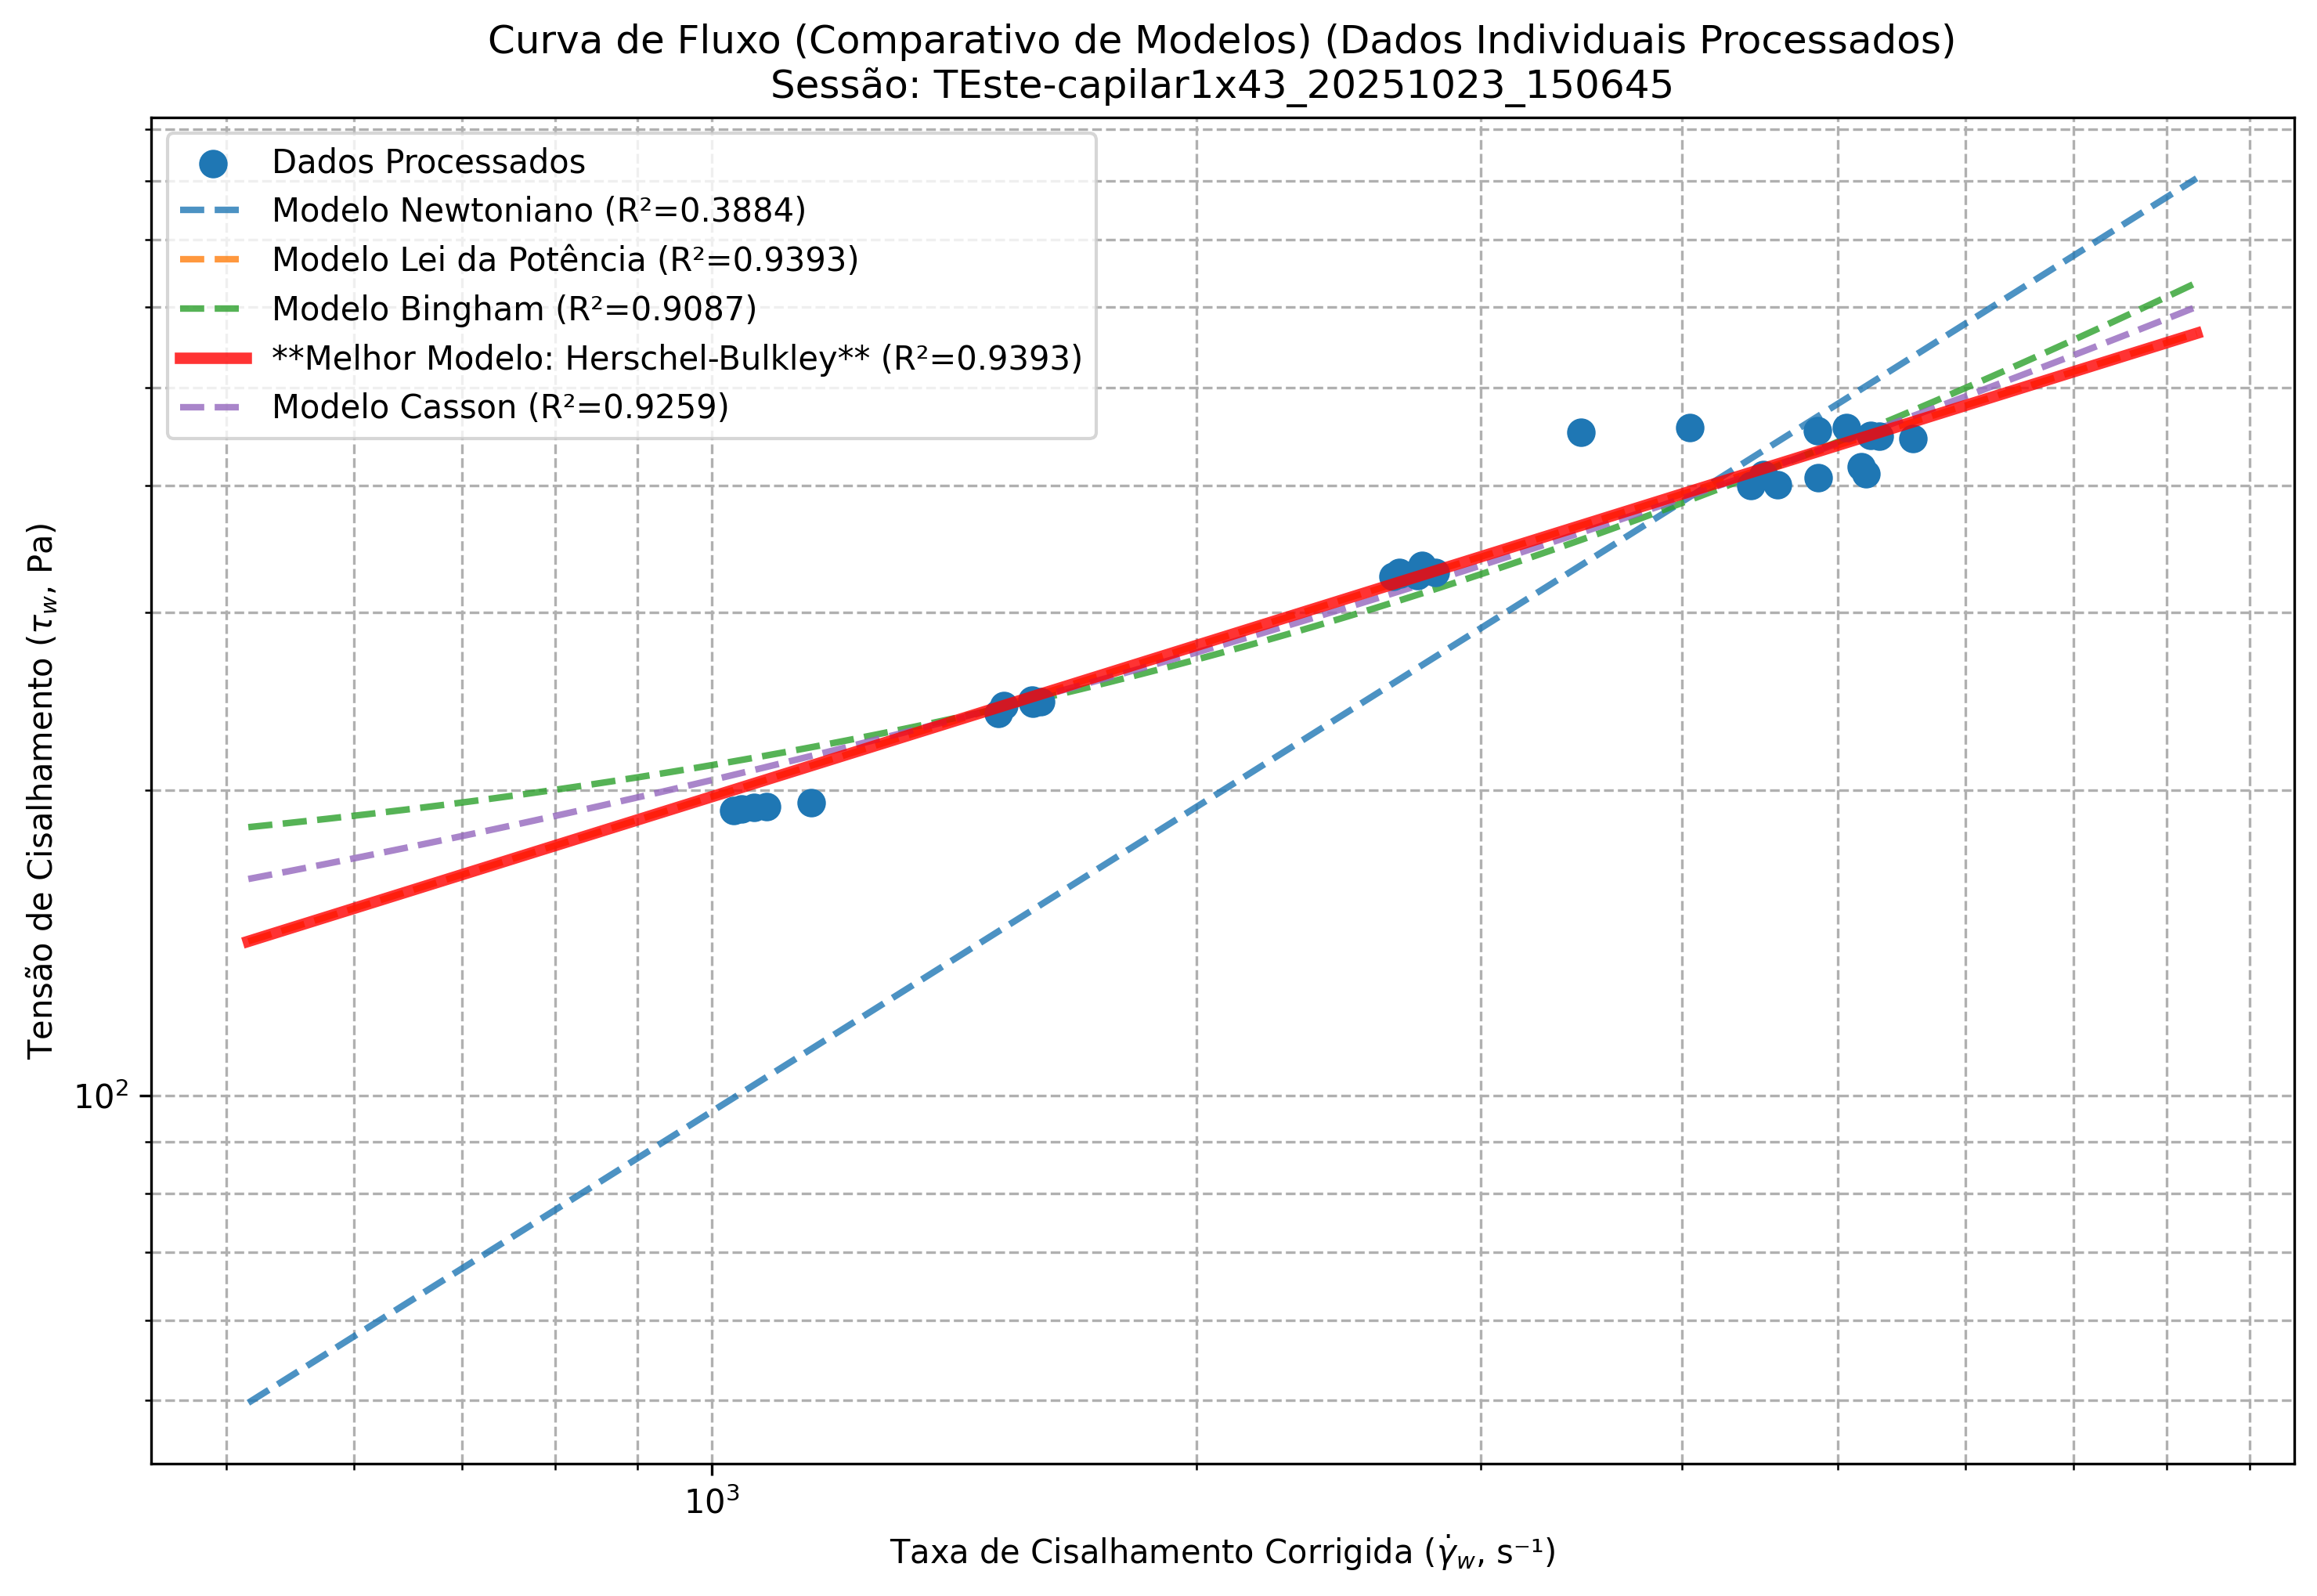 Curva de Fluxo (Comparativo de Modelos) (Dados Individuais Processados)
Sessão: TEste-capilar1x43_20251023_150645
Dados Processados
Modelo Newtoniano (R²=0.3884)
Modelo Lei da Potência (R²=0.9393)
Modelo Bingham (R²=0.9087)
**Melhor Modelo: Herschel-Bulkley** (R²=0.9393)
Modelo Casson (R²=0.9259)
Tensão de Cisalhamento (τ_w, Pa)
10²
10³
Taxa de Cisalhamento Corrigida (γ̇_w, s⁻¹)